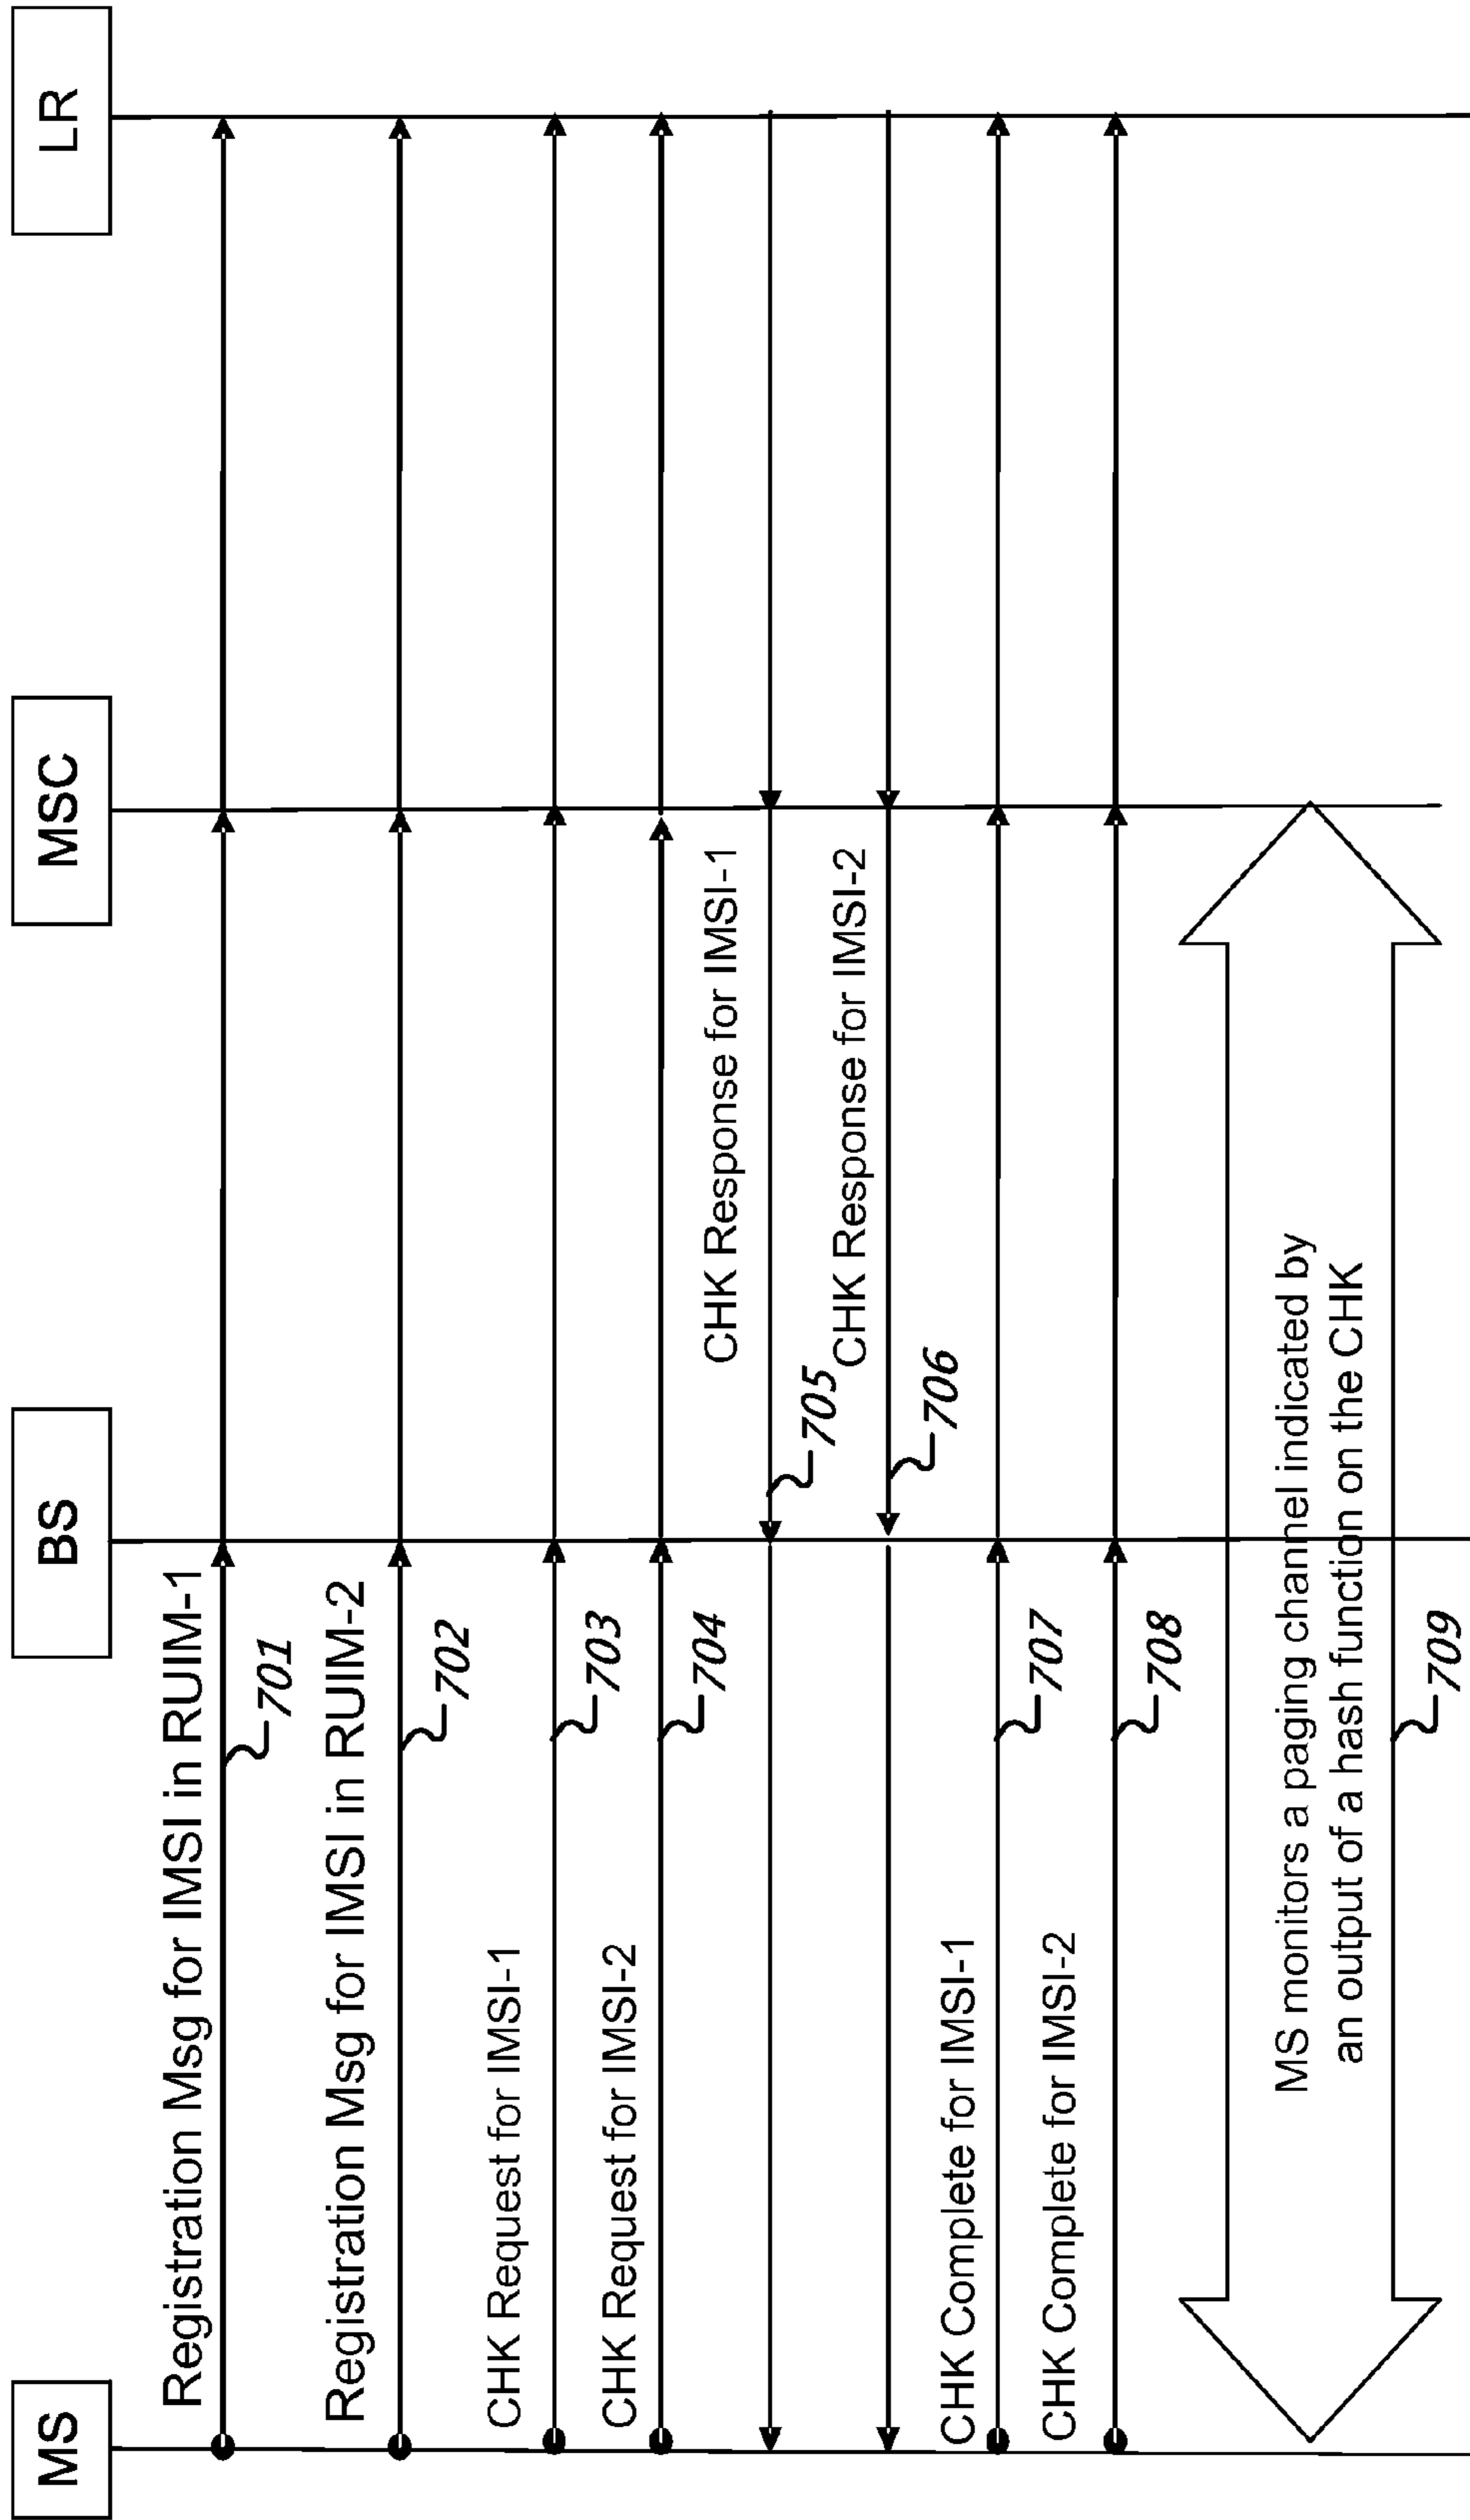 MS
BS
MSC
LR
Registration Msg for IMSI in RUIM-1
701
Registration Msg for IMSI in RUIM-2
702
CHK Request for IMSI-1
703
CHK Request for IMSI-2
704
CHK Response for IMSI-1
705
CHK Response for IMSI-2
706
CHK Complete for IMSI-1
707
CHK Complete for IMSI-2
708
MS monitors a paging channel indicated by
an output of a hash function on the CHK
709